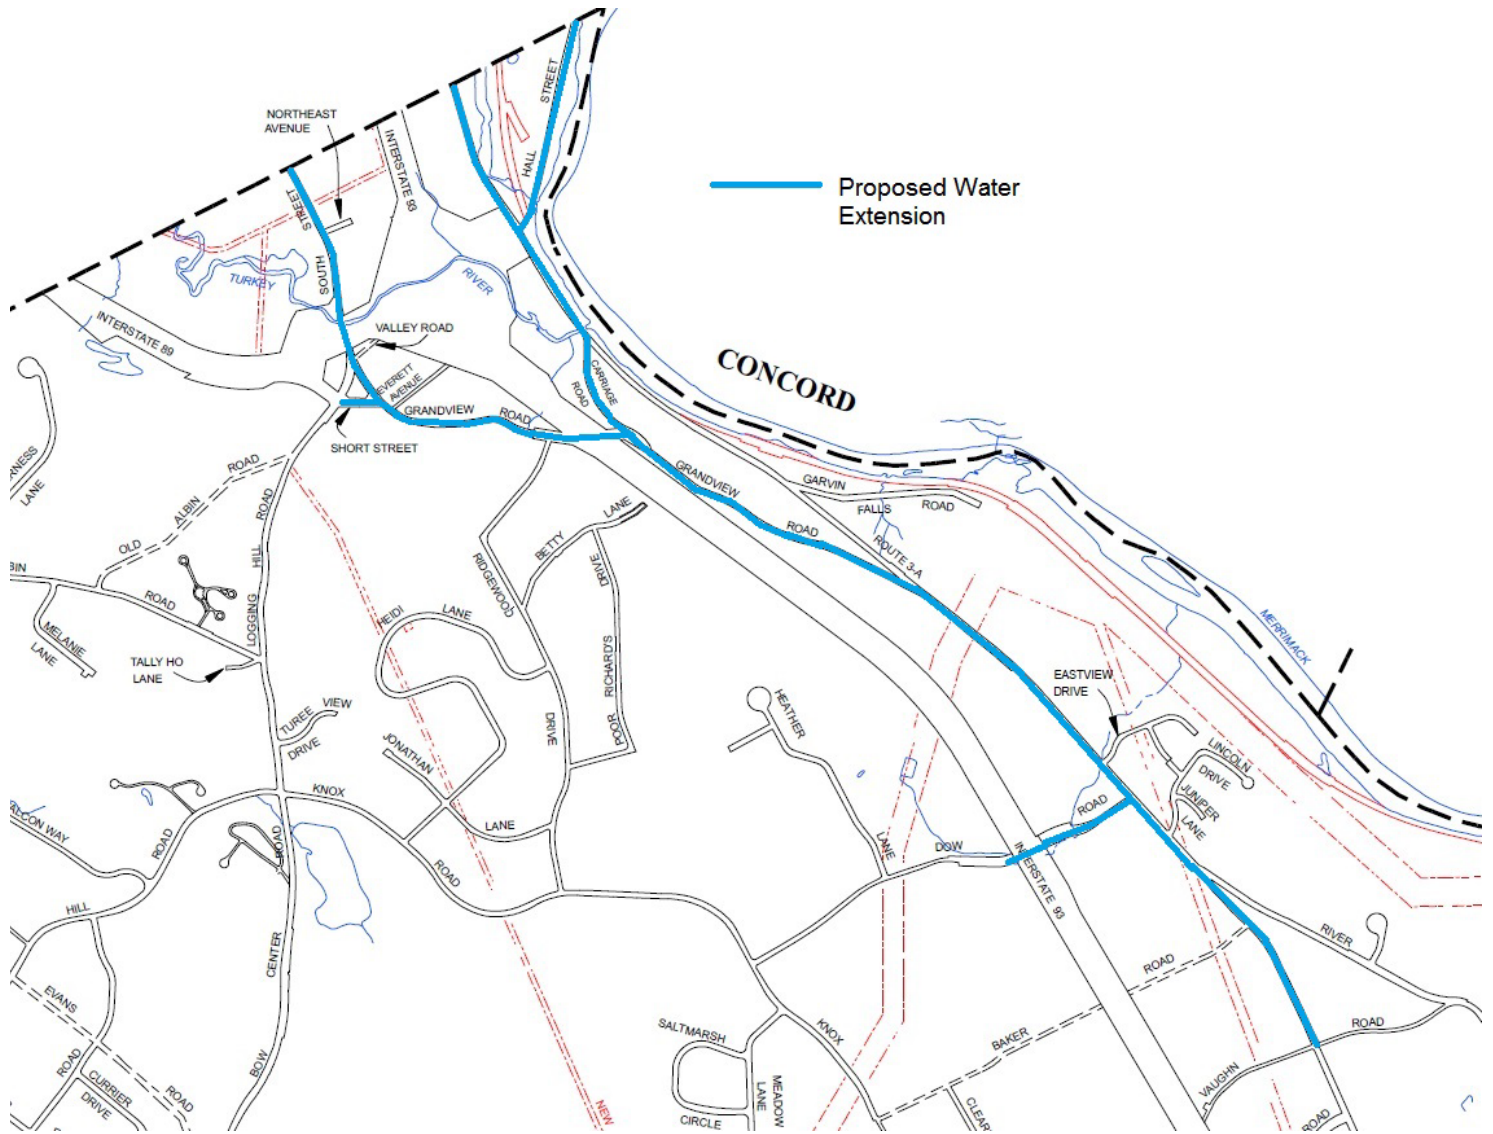 NORTHEAST
AVENUE
INTERSTATE 93
STREET
HALL
Proposed Water
Extension
STREET
SOUTH
TURKEY
RIVER
INTERSTATE 89
VALLEY ROAD
CONCORD
EVERETT
AVENUE
CARRIAGE
ROAD
GRANDVIEW
ROAD
SHORT STREET
RNESS
LANE
ROAD
ALBIN
OLD
ROAD
HILL
LOGGING
GRANDVIEW
ROAD
GARVIN
FALLS
ROAD
ROUTE 3-A
BETTY
LANE
RIDGEWOOD
DRIVE
DRIVE
RICHARD'S
POOR
HEIDI
LANE
BIN
ROAD
MELANIE
LANE
TALLY HO
LANE
TUREE
VIEW
DRIVE
JONATHAN
LANE
HEATHER
LANE
MERRIMACK
EASTVIEW
DRIVE
LINCOLN
DRIVE
JUNIPER
LANE
KNOX
ROAD
ALCON WAY
ROAD
HILL
ROAD
CENTER
BOW
DOW
ROAD
INTERSTATE 93
RIVER
ROAD
ROAD
BAKER
VAUGHN
ROAD
EVANS
ROAD
ROAD
CURRIER
DRIVE
NEW
SALTMARSH
CIRCLE
MEADOW
LANE
KNOX
CLEAR